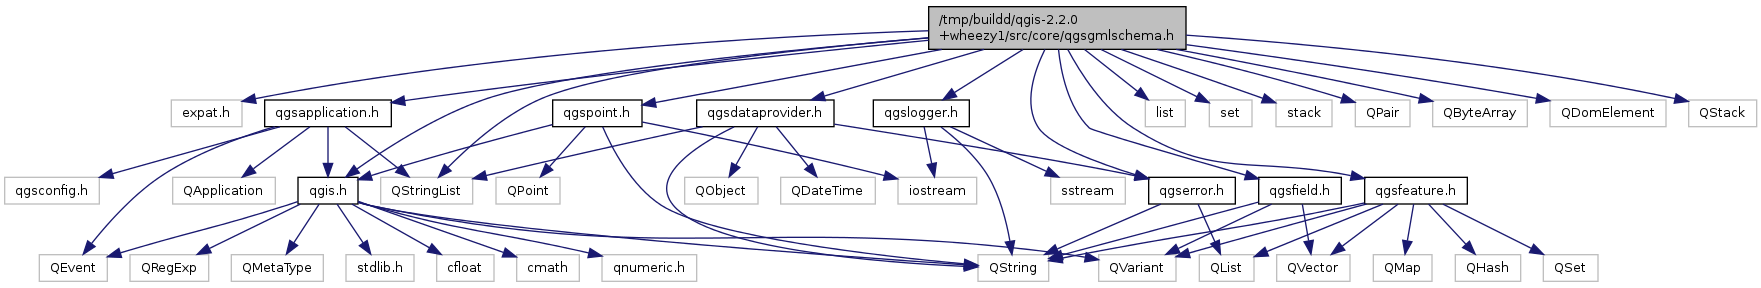 /tmp/buildd/qgis-2.2.0
+wheezy1/src/core/qgsgmlschema.h
expat.h
qgsapplication.h
qgspoint.h
qgsdataprovider.h
qgslogger.h
list
set
stack
QPair
QByteArray
QDomElement
QStack
qgsconfig.h
QApplication
qgis.h
QStringList
QPoint
QObject
QDateTime
iostream
sstream
qgserror.h
qgsfield.h
qgsfeature.h
QEvent
QRegExp
QMetaType
stdlib.h
cfloat
cmath
qnumeric.h
QString
QVariant
QList
QVector
QMap
QHash
QSet